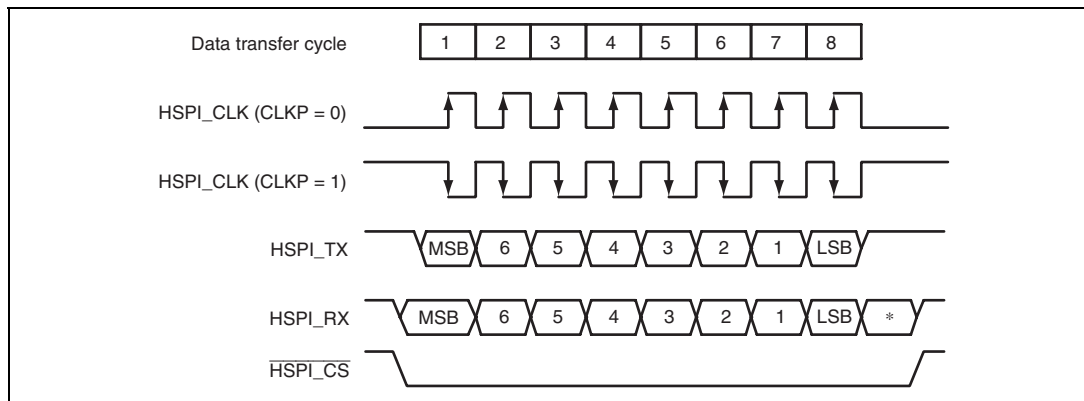 Data transfer cycle 1 2 3 4 5 6 7 8
HSPI_CLK (CLKP = 0)
HSPI_CLK (CLKP = 1)
HSPI_TX MSB 6 5 4 3 2 1 LSB
HSPI_RX MSB 6 5 4 3 2 1 LSB *
HSPI_CS